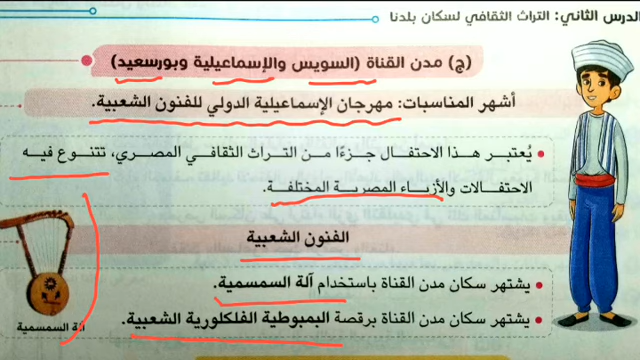 الدرس الثاني: التراث الثقافي لسكان بلدنا
(ج) مدن القناة (السويس والإسماعيلية وبورسعيد)
أشهر المناسبات: مهرجان الإسماعيلية الدولي للفنون الشعبية.
• يُعتبر هذا الاحتفال جزءًا من التراث الثقافي المصري، تتنوع فيه
الاحتفالات والأزياء المصرية المختلفة.
الفنون الشعبية
• يشتهر سكان مدن القناة باستخدام آلة السمسمية.
• يشتهر سكان مدن القناة برقصة البمبوطية الفلكلورية الشعبية.
آلة السمسمية